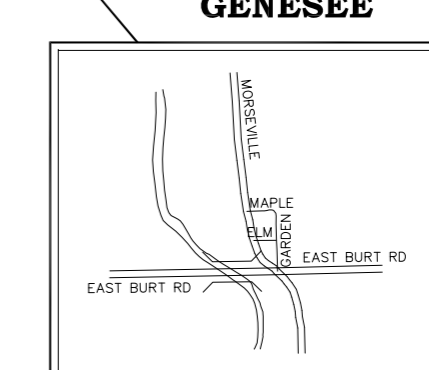 GENESEE
MORSEVILLE
MAPLE
ELM
GARDEN
EAST BURT RD
EAST BURT RD